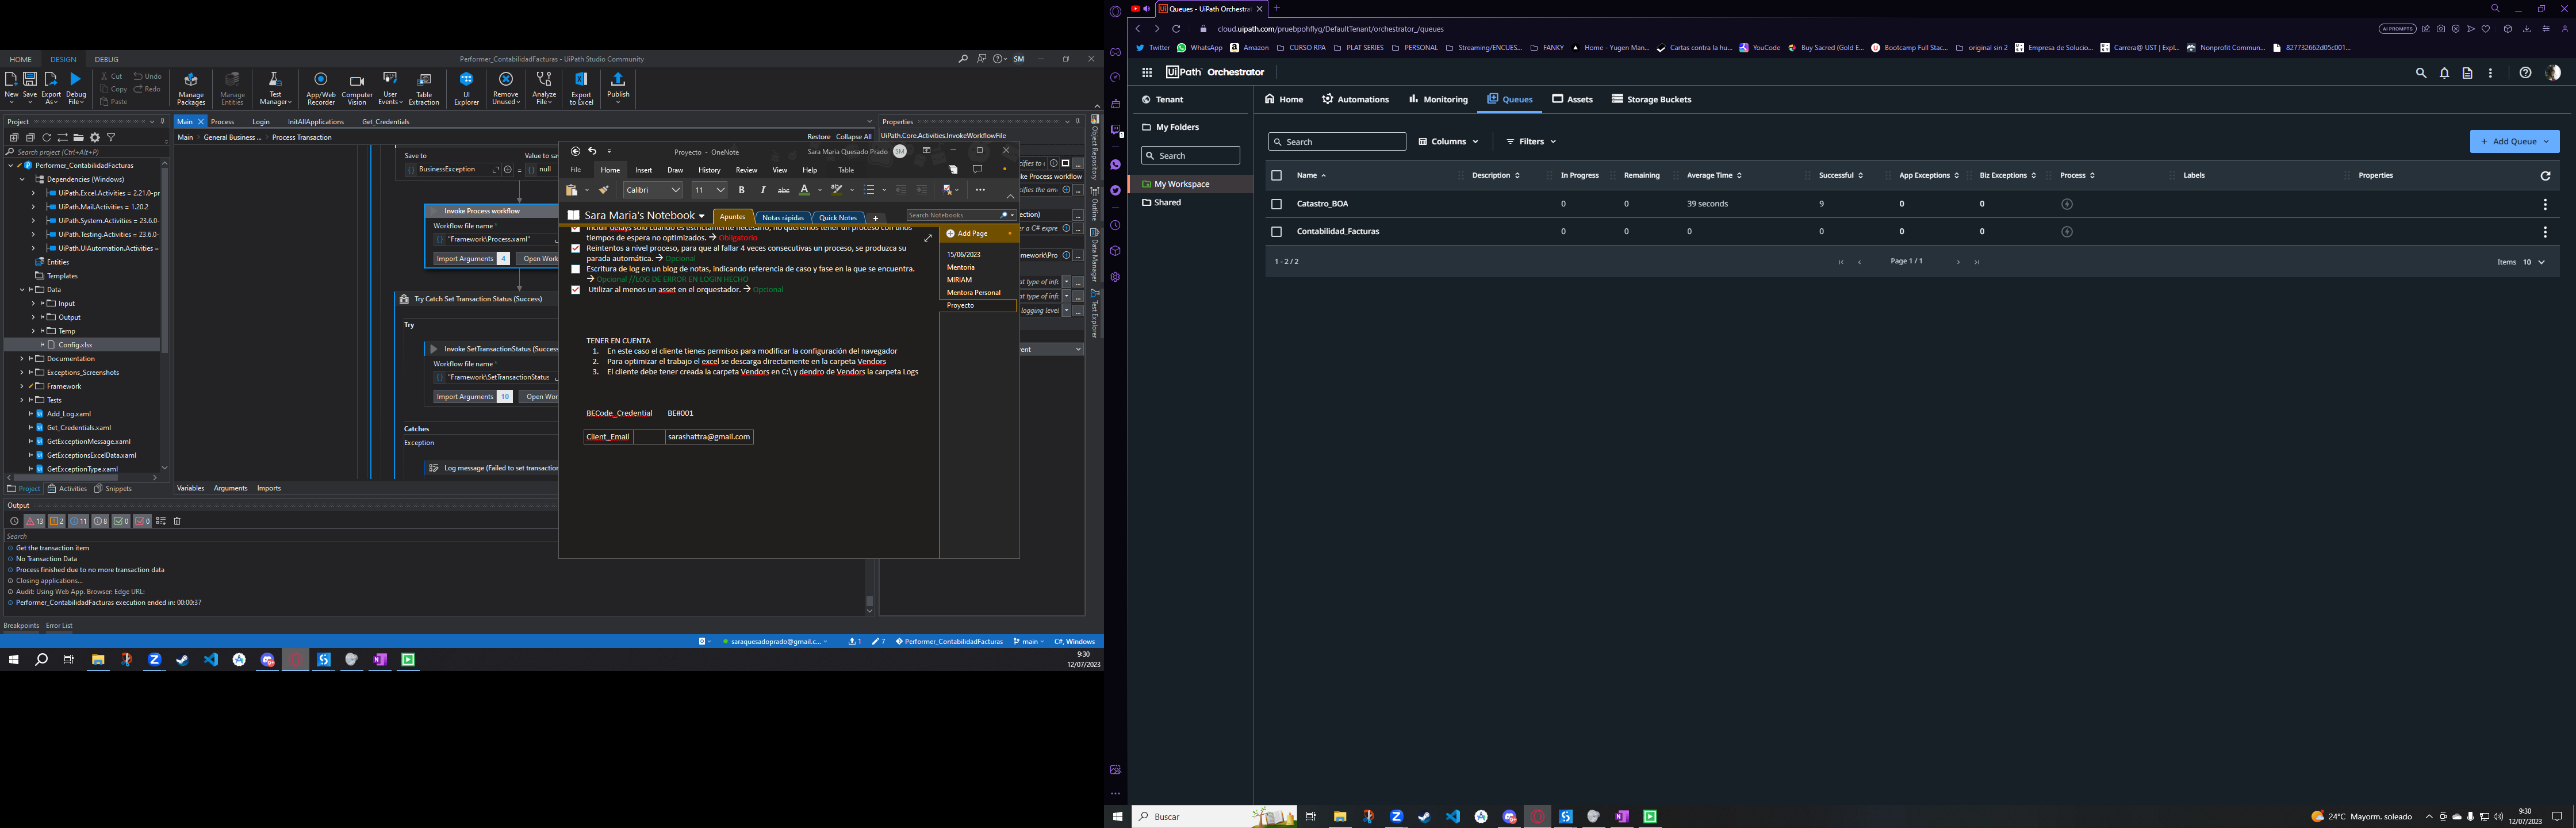 HOME DESIGN DEBUG
Performer_ContabilidadFacturas - UiPath Studio Community
SM
New Save Export As Debug File
Cut Copy Paste Undo Redo
Manage Packages
Manage Entities
Test Manager
App/Web Recorder
Computer Vision
User Events
Table Extraction
UI Explorer
Remove Unused
Analyze File
Export to Excel
Publish
Project
Search project (Ctrl+Alt+P)
Performer_ContabilidadFacturas
Dependencies (Windows)
UiPath.Excel.Activities = 2.21.0-pr
UiPath.Mail.Activities = 1.20.2
UiPath.System.Activities = 23.6.0-
UiPath.Testing.Activities = 23.6.0-
UiPath.UIAutomation.Activities =
Entities
Templates
Data
Input
Output
Temp
Config.xlsx
Documentation
Exceptions_Screenshots
Framework
Tests
Add_Log.xaml
Get_Credentials.xaml
GetExceptionMessage.xaml
GetExceptionsExcelData.xaml
GetExceptionType.xaml
Project Activities Snippets
Main Process Login InitAllApplications Get_Credentials
Main General Business ... Process Transaction
Restore Collapse All
Save to Value to sav
BusinessException = null
Invoke Process workflow
Workflow file name *
"Framework\Process.xaml"
Import Arguments 4 Open Work
Try Catch Set Transaction Status (Success)
Try
Invoke SetTransactionStatus (Success
Workflow file name *
"Framework\SetTransactionStatus
Import Arguments 10 Open Wor
Catches
Exception
Log message (Failed to set transaction
Variables Arguments Imports
Properties
UiPath.Core.Activities.InvokeWorkflowFile
Object Repository
Outline
Data Manager
Test Explorer
Output
13 2 11 8 0 0
Search
Get the transaction item
No Transaction Data
Process finished due to no more transaction data
Closing applications...
Audit: Using Web App. Browser: Edge URL:
Performer_ContabilidadFacturas execution ended in: 00:00:37
Breakpoints Error List
saraquesadoprado@gmail.c... 1 7 Performer_ContabilidadFacturas main C#, Windows
9:30
12/07/2023
Proyecto - OneNote
Sara Maria Quesado Prado SM
File Home Insert Draw History Review View Help Table
Calibri 11 B I abc A
Sara Maria's Notebook Apuntes Notas rápidas Quick Notes +
Search Notebooks
Incluir delays solo cuando es estrictamente necesario, no queremos tener un proceso con unos
tiempos de espera no optimizados. → Obligatorio
Reintentos a nivel proceso, para que al fallar 4 veces consecutivas un proceso, se produzca su
parada automática. → Opcional
Escritura de log en un blog de notas, indicando referencia de caso y fase en la que se encuentra.
→ Opcional //LOG DE ERROR EN LOGIN HECHO
Utilizar al menos un asset en el orquestador. → Opcional
TENER EN CUENTA
1. En este caso el cliente tienes permisos para modificar la configuración del navegador
2. Para optimizar el trabajo el excel se descarga directamente en la carpeta Vendors
3. El cliente debe tener creada la carpeta Vendors en C:\ y dendro de Vendors la carpeta Logs
BECode_Credential BE#001
Client_Email sarashattra@gmail.com
Add Page
15/06/2023
Mentoria
MIRIAM
Mentora Personal
Proyecto
Queues - UiPath Orchestrat
cloud.uipath.com/pruebpohflyg/DefaultTenant/orchestrator_/queues
AI PROMPTS
Twitter WhatsApp Amazon CURSO RPA PLAT SERIES PERSONAL Streaming/ENCUES... FANKY Home - Yugen Man... Cartas contra la hu... YouCode Buy Sacred (Gold E... Bootcamp Full Stac... original sin 2 Empresa de Solucio... Carrera@ UST | Expl... Nonprofit Commun... 827732662d05c001...
UiPath Orchestrator
Tenant
My Folders
Search
My Workspace
Shared
Home Automations Monitoring Queues Assets Storage Buckets
Search Columns Filters
Add Queue
Name Description In Progress Remaining Average Time Successful App Exceptions Biz Exceptions Process Labels Properties
Catastro_BOA 0 0 39 seconds 9 0 0
Contabilidad_Facturas 0 0 0 0 0 0
1 - 2 / 2 Page 1 / 1 Items 10
Buscar
24°C Mayorm. soleado
9:30
12/07/2023